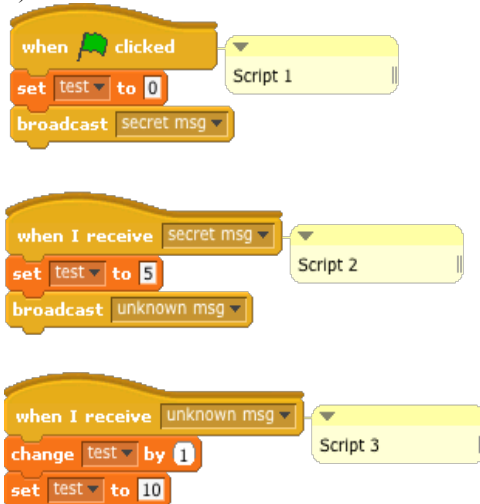 when clicked
Script 1
set test to 0
broadcast secret msg
when I receive secret msg
Script 2
set test to 5
broadcast unknown msg
when I receive unknown msg
Script 3
change test by 1
set test to 10